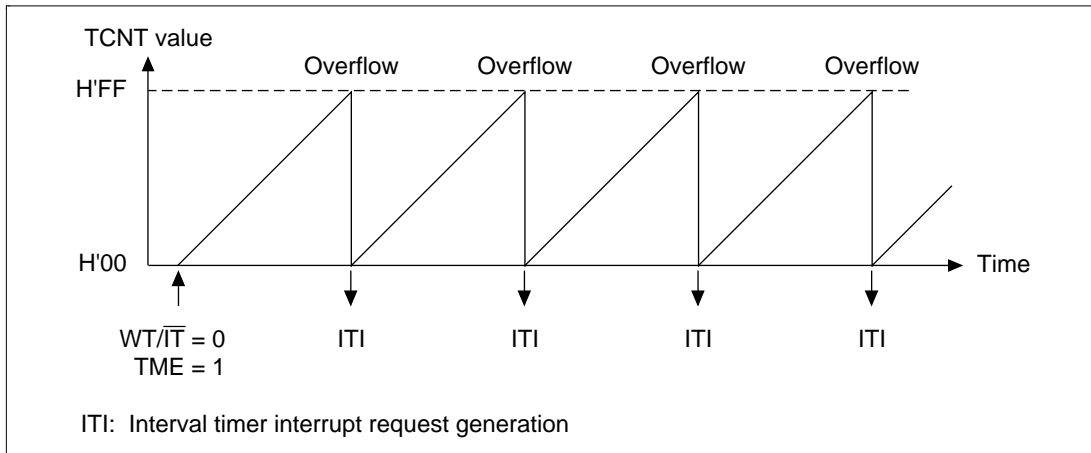 TCNT value
Overflow Overflow Overflow Overflow
H'FF
H'00
Time
WT/I̅T̅ = 0
TME = 1
ITI ITI ITI ITI
ITI: Interval timer interrupt request generation